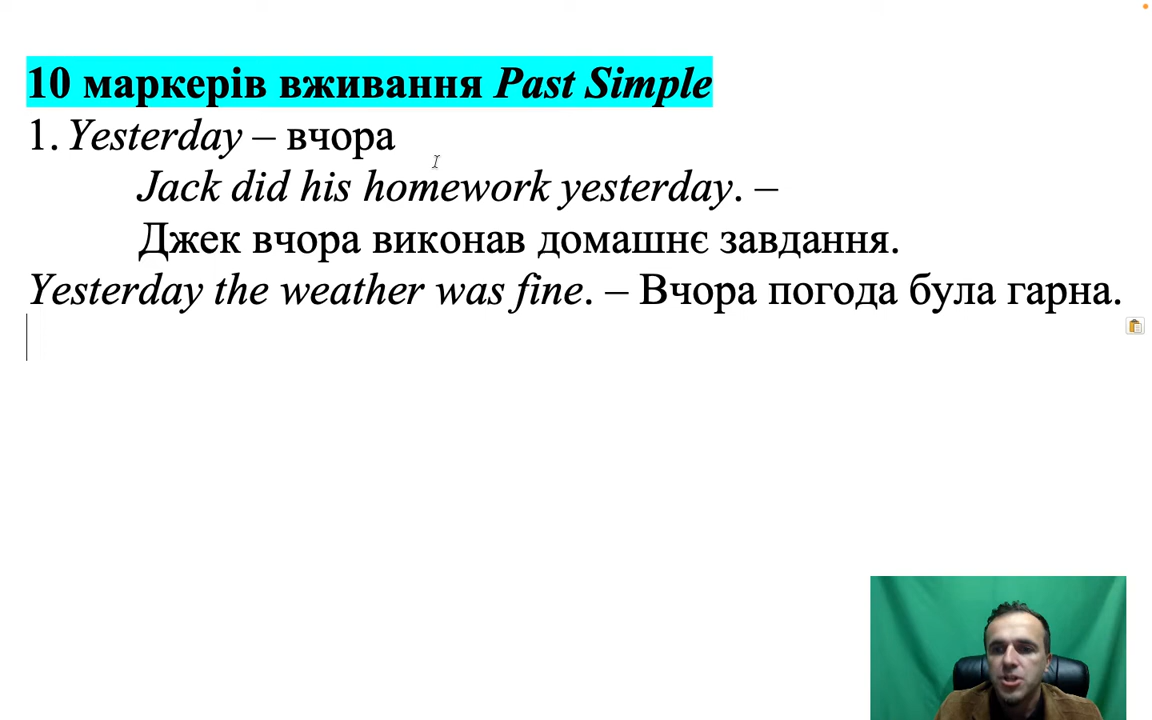 10 маркерів вживання Past Simple
1. Yesterday – вчора
Jack did his homework yesterday. –
Джек вчора виконав домашнє завдання.
Yesterday the weather was fine. – Вчора погода була гарна.